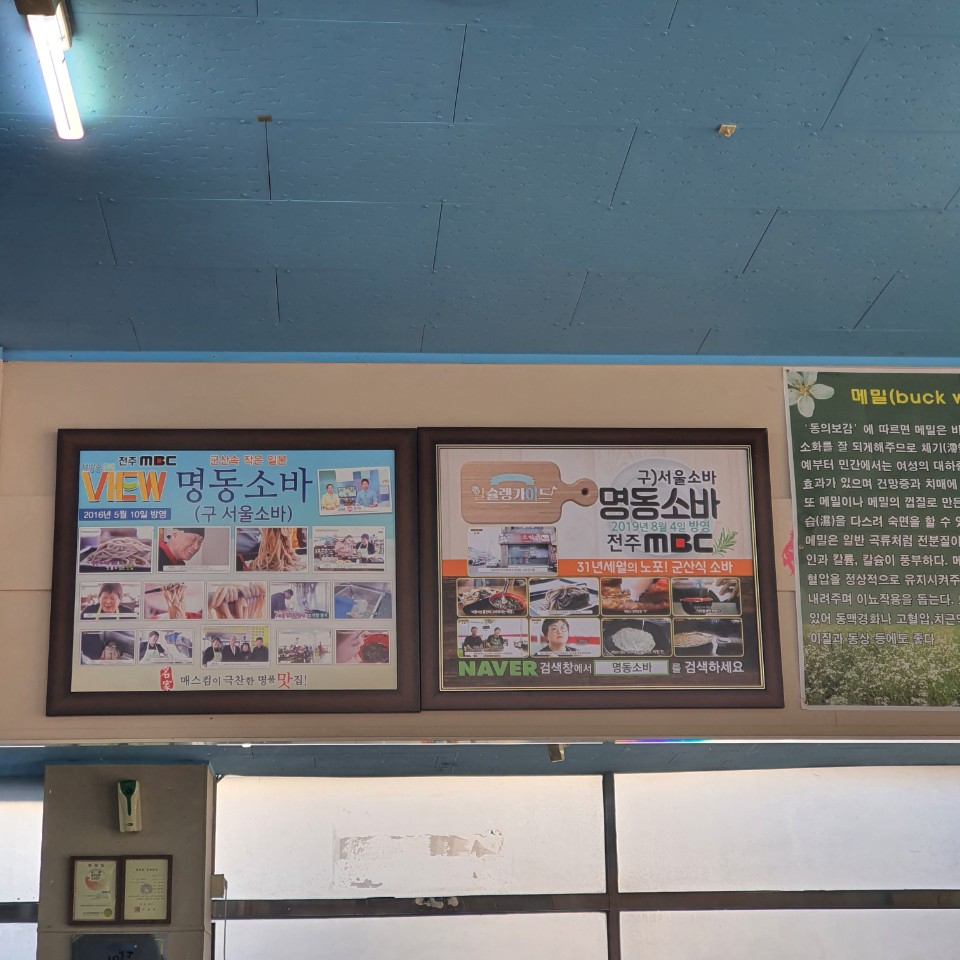 전주 MBC
군산속 작은 일본
VIEW
명동소바
2016년 5월 10일 방영
(구 서울소바)
매스컴이 극찬한 명품 맛집!
구)서울소바
명동소바
2019년 8월 4일 방영
전주 MBC
31년세월의 노포! 군산식 소바
NAVER 검색창에서 명동소바 를 검색하세요
메밀(buck
'동의보감' 에 따르면 메밀은
소화를 잘 되게해주므로 체기(滯
예부터 민간에서는 여성의 대하
효과가 있으며 건망증과 치매에
또 메밀이나 메밀의 껍질로 만든
습(濕)을 다스려 숙면을 할 수
메밀은 일반 곡류처럼 전분질이
인과 칼륨, 칼슘이 풍부하다.
혈압을 정상적으로 유지시켜주
내려주며 이뇨작용을 돕는다.
있어 동맥경화나 고혈압,치근
이질과 동상 등에도 좋다.